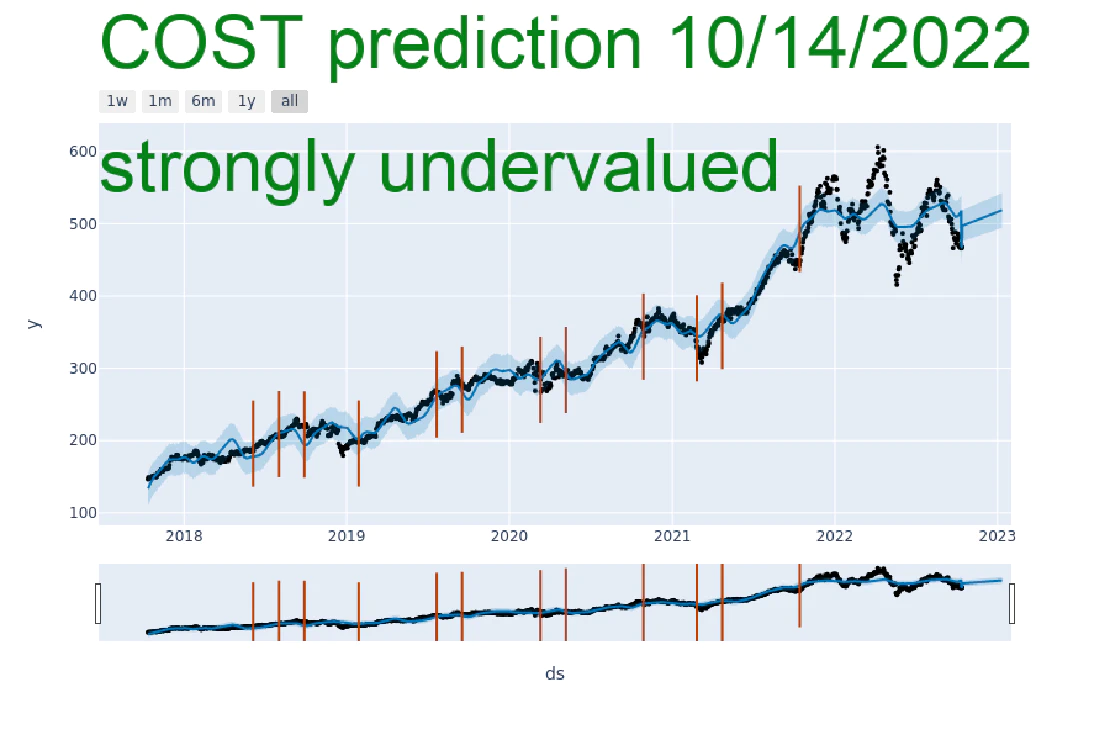 COST prediction 10/14/2022
1w 1m 6m 1y all
strongly undervalued
600
500
400
300
200
100
y
2018 2019 2020 2021 2022 2023
ds